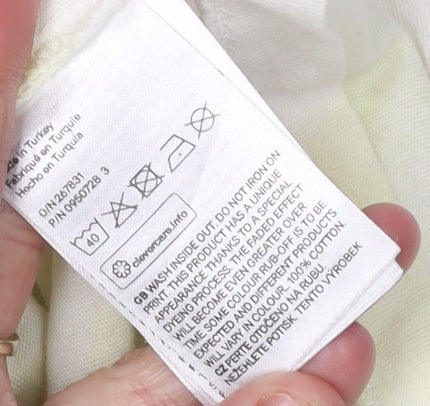 in Turkey
Fabriqué en Turquie
Hecho en Turquía
O/N 267831
P/N 0950728 3
40
clevercare.info
GB WASH INSIDE OUT. DO NOT IRON ON
PRINT. THIS PRODUCT HAS A UNIQUE
APPEARANCE THANKS TO A SPECIAL
DYEING PROCESS. THE FADED EFFECT
WILL BECOME EVEN GREATER OVER
TIME. SOME COLOUR RUB-OFF IS TO BE
EXPECTED AND DIFFERENT PRODUCTS
WILL VARY IN COLOUR. 100% COTTON.
CZ PERTE OTOČENÉ NA RUBU.
NEŽEHLETE POTISK. TENTO VÝROBEK